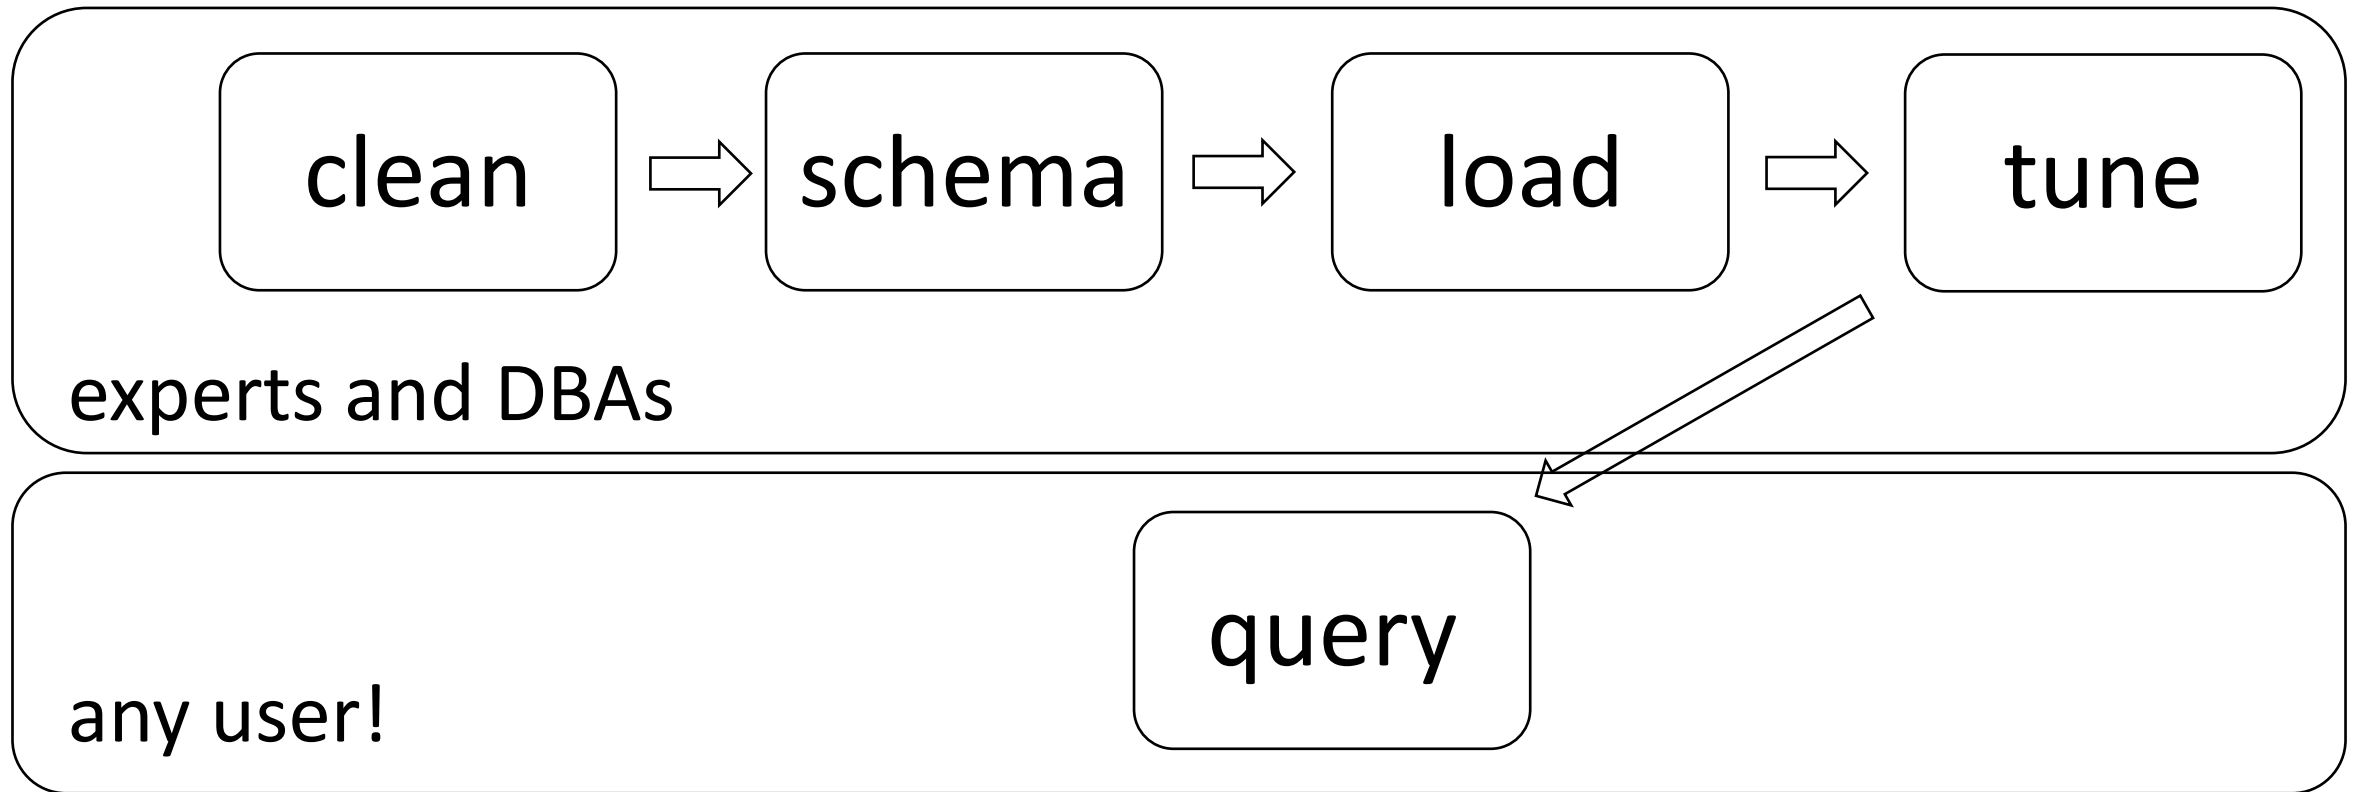 clean
schema
load
tune
experts and DBAs
query
any user!